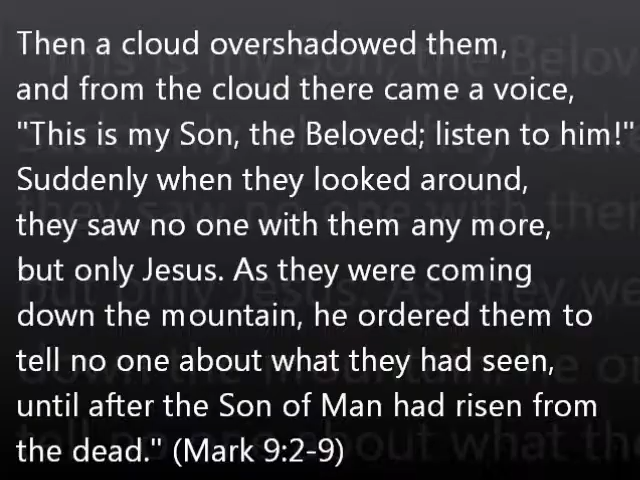 Then a cloud overshadowed them,
and from the cloud there came a voice,
"This is my Son, the Beloved; listen to him!"
Suddenly when they looked around,
they saw no one with them any more,
but only Jesus. As they were coming
down the mountain, he ordered them to
tell no one about what they had seen,
until after the Son of Man had risen from
the dead." (Mark 9:2-9)